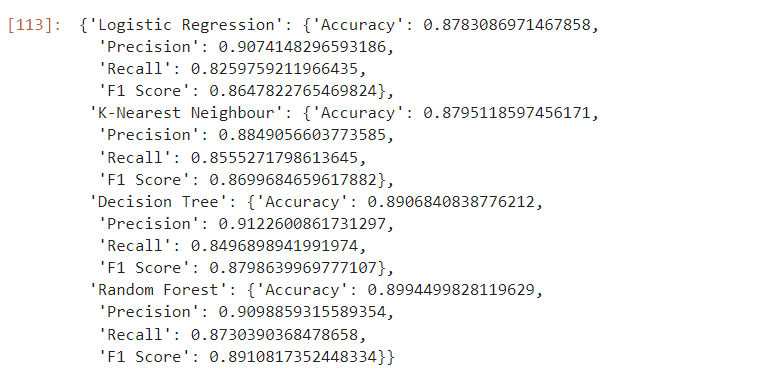 [113]: {'Logistic Regression': {'Accuracy': 0.8783086971467858,
'Precision': 0.9074148296593186,
'Recall': 0.8259759211966435,
'F1 Score': 0.8647822765469824},
'K-Nearest Neighbour': {'Accuracy': 0.8795118597456171,
'Precision': 0.8849056603773585,
'Recall': 0.8555271798613645,
'F1 Score': 0.8699684659617882},
'Decision Tree': {'Accuracy': 0.8906840838776212,
'Precision': 0.9122600861731297,
'Recall': 0.8496898941991974,
'F1 Score': 0.8798639969777107},
'Random Forest': {'Accuracy': 0.8994499828119629,
'Precision': 0.9098859315589354,
'Recall': 0.8730390368478658,
'F1 Score': 0.8910817352448334}}